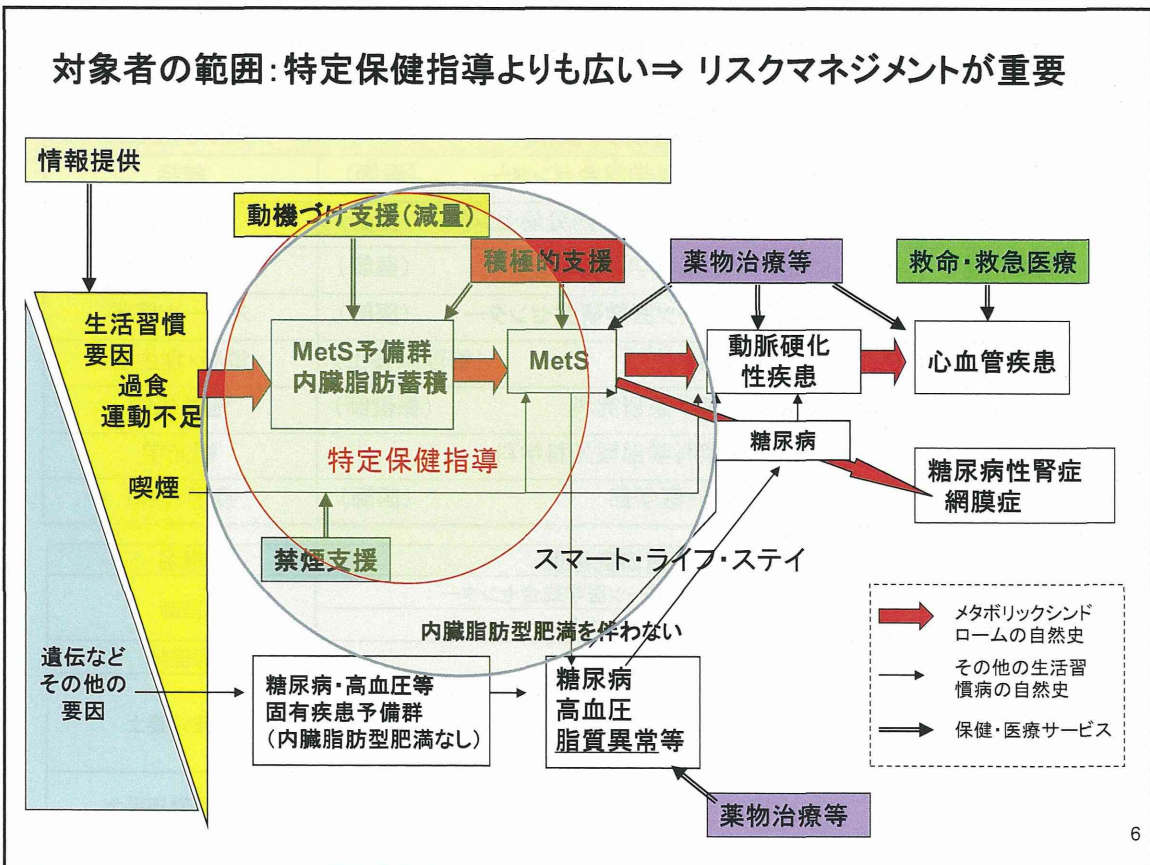 対象者の範囲:特定保健指導よりも広い⇒ リスクマネジメントが重要
情報提供
動機づけ支援(減量)
積極的支援
薬物治療等
救命・救急医療
生活習慣
要因
過食
運動不足
MetS予備群
内臓脂肪蓄積
MetS
動脈硬化
性疾患
心血管疾患
糖尿病
特定保健指導
糖尿病性腎症
網膜症
喫煙
禁煙支援
スマート・ライフ・ステイ
内臓脂肪型肥満を伴わない
遺伝など
その他の
要因
糖尿病・高血圧等
固有疾患予備群
(内臓脂肪型肥満なし)
糖尿病
高血圧
脂質異常等
薬物治療等
メタボリックシンド
ロームの自然史
その他の生活習
慣病の自然史
保健・医療サービス
6